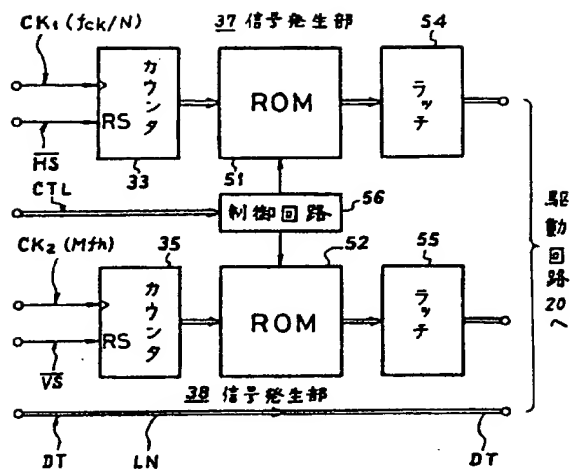 CK₁ (fck/N)
37 信号発生部
54
カウンタ
ROM
ラッチ
RS
H̅S̅
33
51
CTL
制御回路
56
CK₂ (Mfh)
35
52
55
カウンタ
ROM
ラッチ
RS
V̅S̅
38 信号発生部
DT
LN
DT
駆動回路20へ